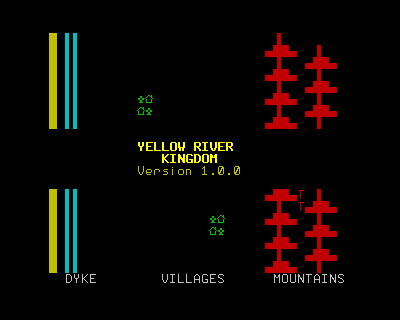 YELLOW RIVER
KINGDOM
Version 1.0.0
DYKE VILLAGES MOUNTAINS